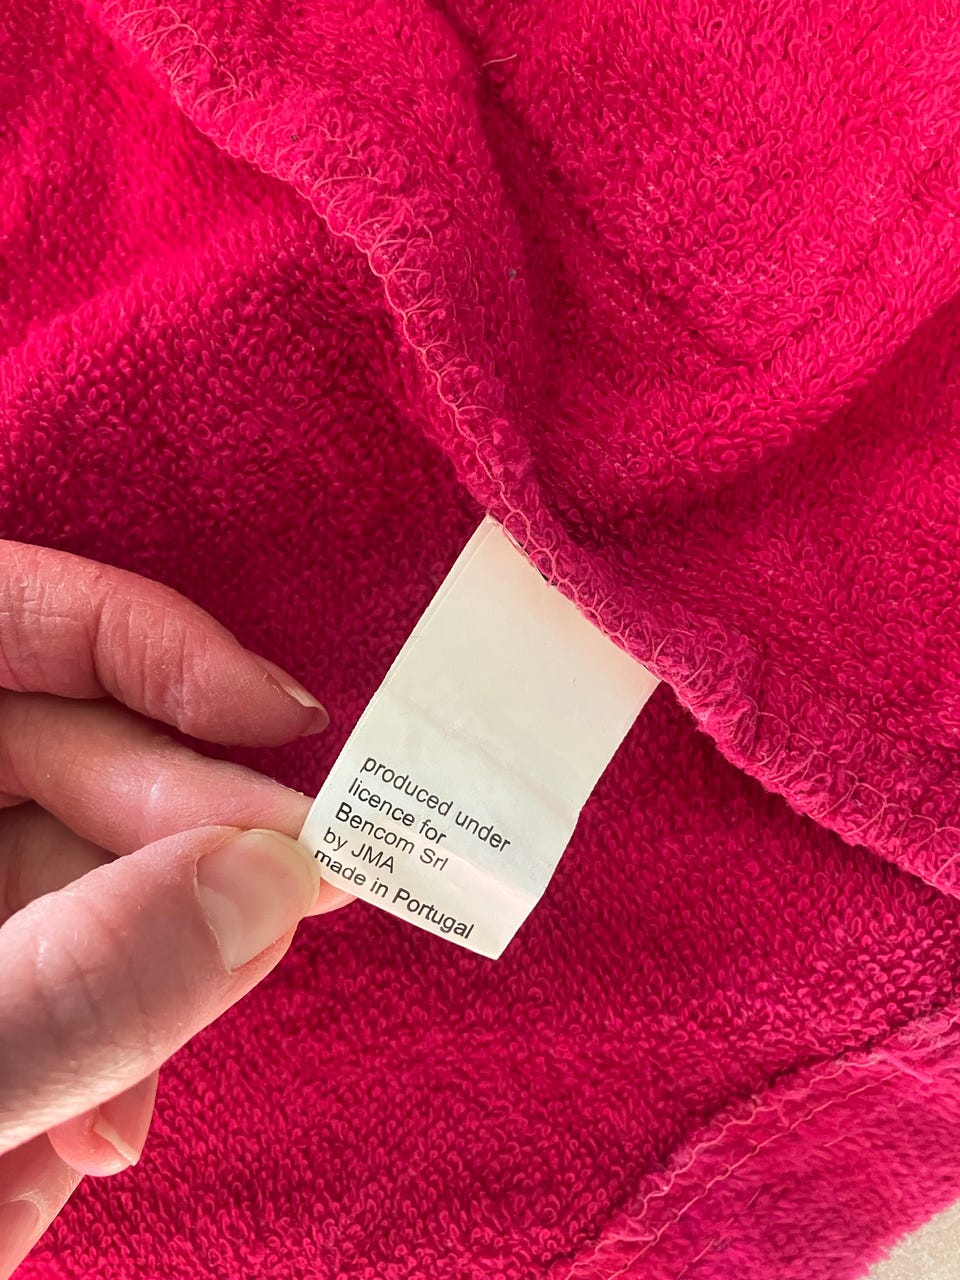 produced under
licence for
Bencom Srl
by JMA
made in Portugal